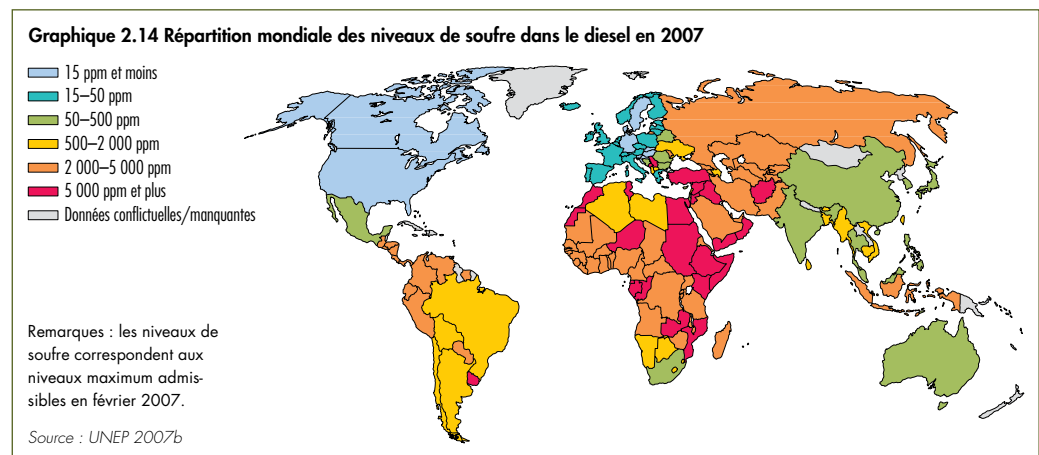 Graphique 2.14 Répartition mondiale des niveaux de soufre dans le diesel en 2007
15 ppm et moins
15–50 ppm
50–500 ppm
500–2 000 ppm
2 000–5 000 ppm
5 000 ppm et plus
Données conflictuelles/manquantes
Remarques : les niveaux de
soufre correspondent aux
niveaux maximum admis-
sibles en février 2007.
Source : UNEP 2007b